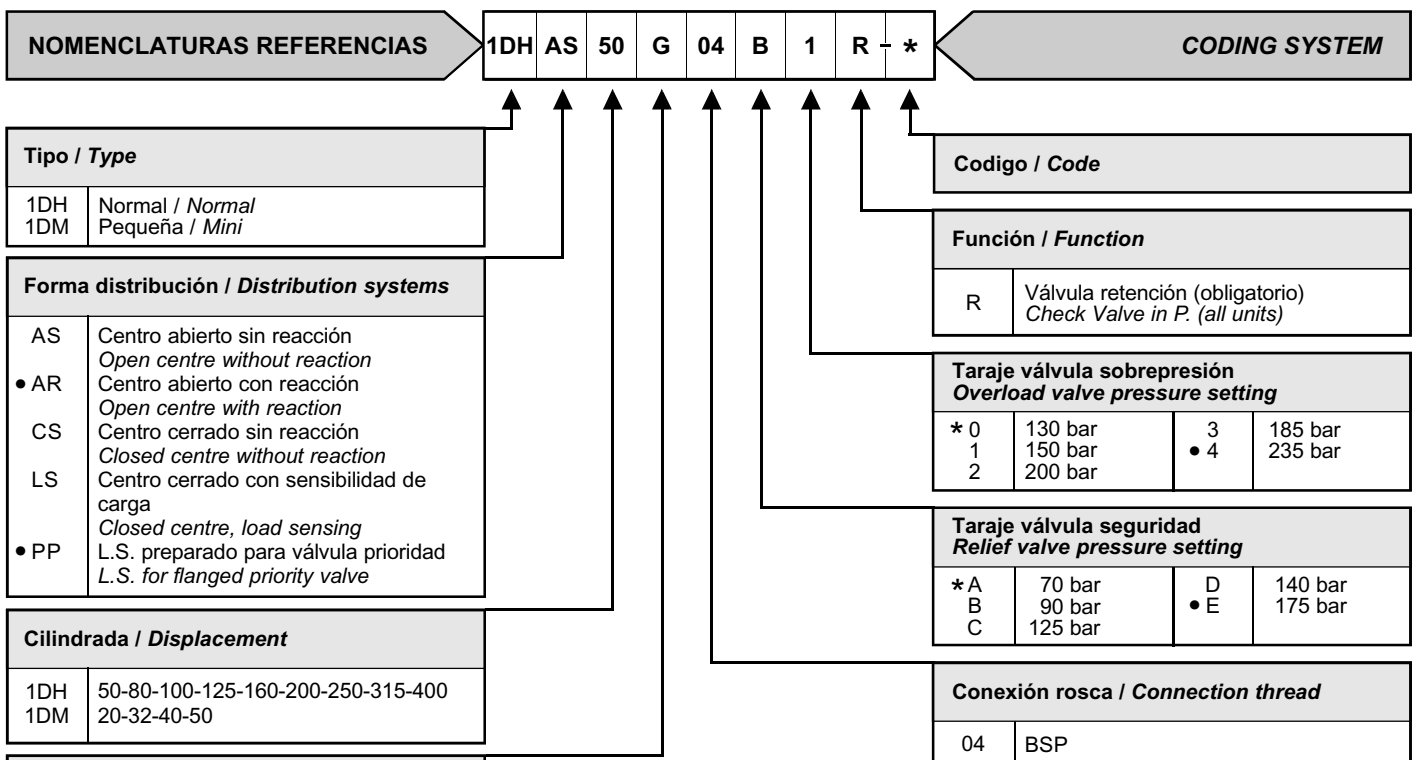 NOMENCLATURAS REFERENCIAS
1DH AS 50 G 04 B 1 R - *
CODING SYSTEM
Tipo / Type
1DH Normal / Normal
1DM Pequeña / Mini
Forma distribución / Distribution systems
AS Centro abierto sin reacción
Open centre without reaction
● AR Centro abierto con reacción
Open centre with reaction
CS Centro cerrado sin reacción
Closed centre without reaction
LS Centro cerrado con sensibilidad de
carga
Closed centre, load sensing
● PP L.S. preparado para válvula prioridad
L.S. for flanged priority valve
Cilindrada / Displacement
1DH 50-80-100-125-160-200-250-315-400
1DM 20-32-40-50
Codigo / Code
Función / Function
R Válvula retención (obligatorio)
Check Valve in P. (all units)
Taraje válvula sobrepresión
Overload valve pressure setting
* 0 130 bar 3 185 bar
1 150 bar ● 4 235 bar
2 200 bar
Taraje válvula seguridad
Relief valve pressure setting
* A 70 bar D 140 bar
B 90 bar ● E 175 bar
C 125 bar
Conexión rosca / Connection thread
04 BSP